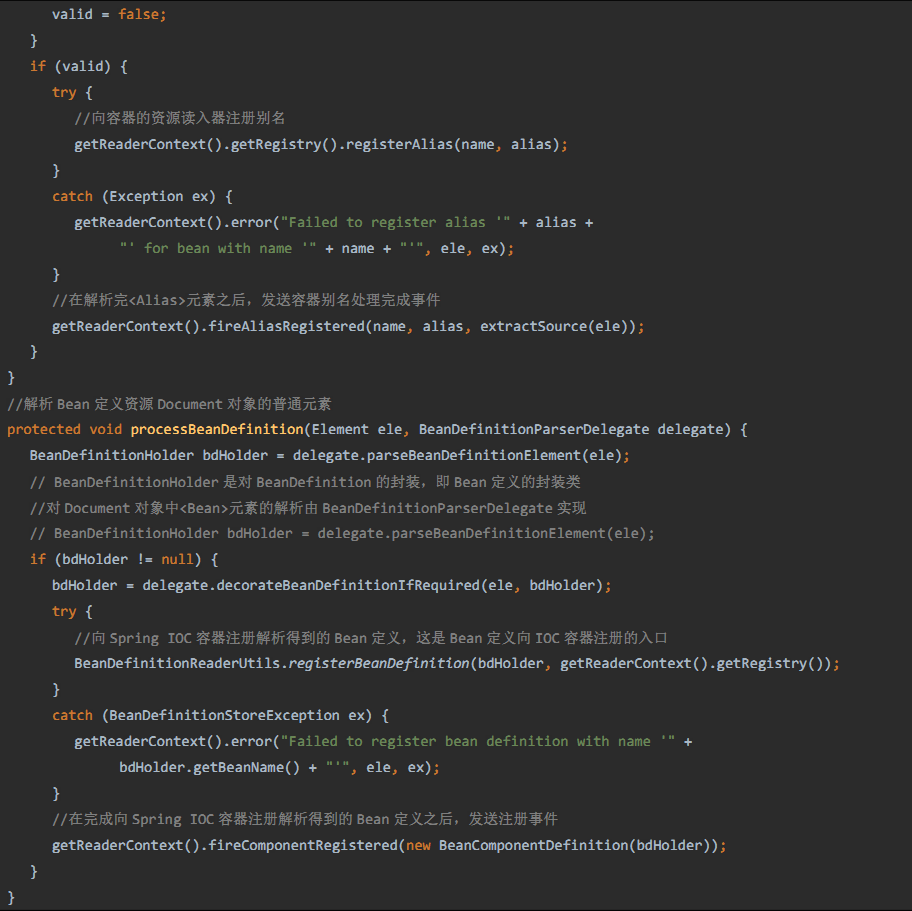 valid = false;
}
if (valid) {
try {
//向容器的资源读入器注册别名
getReaderContext().getRegistry().registerAlias(name, alias);
}
catch (Exception ex) {
getReaderContext().error("Failed to register alias '" + alias +
"' for bean with name '" + name + "'", ele, ex);
}
//在解析完<Alias>元素之后，发送容器别名处理完成事件
getReaderContext().fireAliasRegistered(name, alias, extractSource(ele));
}
}
//解析 Bean 定义资源 Document 对象的普通元素
protected void processBeanDefinition(Element ele, BeanDefinitionParserDelegate delegate) {
BeanDefinitionHolder bdHolder = delegate.parseBeanDefinitionElement(ele);
// BeanDefinitionHolder 是对 BeanDefinition 的封装，即 Bean 定义的封装类
//对 Document 对象中<Bean>元素的解析由 BeanDefinitionParserDelegate 实现
// BeanDefinitionHolder bdHolder = delegate.parseBeanDefinitionElement(ele);
if (bdHolder != null) {
bdHolder = delegate.decorateBeanDefinitionIfRequired(ele, bdHolder);
try {
//向 Spring IOC 容器注册解析得到的 Bean 定义，这是 Bean 定义向 IOC 容器注册的入口
BeanDefinitionReaderUtils.registerBeanDefinition(bdHolder, getReaderContext().getRegistry());
}
catch (BeanDefinitionStoreException ex) {
getReaderContext().error("Failed to register bean definition with name '" +
bdHolder.getBeanName() + "'", ele, ex);
}
//在完成向 Spring IOC 容器注册解析得到的 Bean 定义之后，发送注册事件
getReaderContext().fireComponentRegistered(new BeanComponentDefinition(bdHolder));
}
}